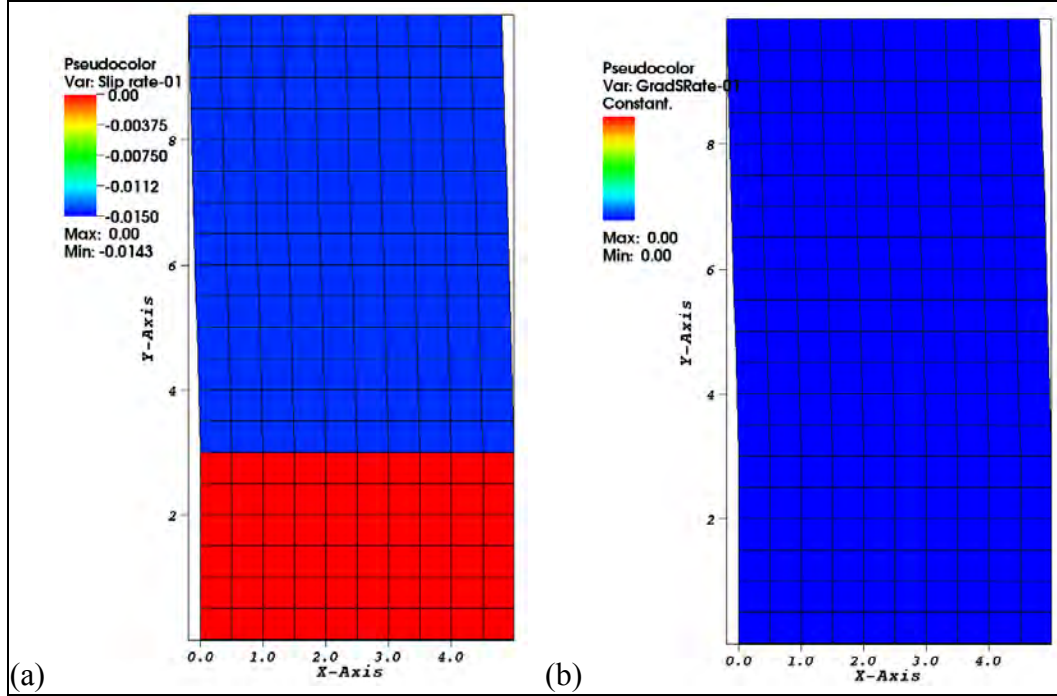 Pseudocolor
Var: Slip rate-01
0.00
-0.00375
-0.00750
-0.0112
-0.0150
Max: 0.00
Min: -0.0143
8
6
4
2
Y-Axis
0.0 1.0 2.0 3.0 4.0
X-Axis
(a)
Pseudocolor
Var: GradSRate-01
Constant.
Max: 0.00
Min: 0.00
8
6
4
2
Y-Axis
0.0 1.0 2.0 3.0 4.0
X-Axis
(b)